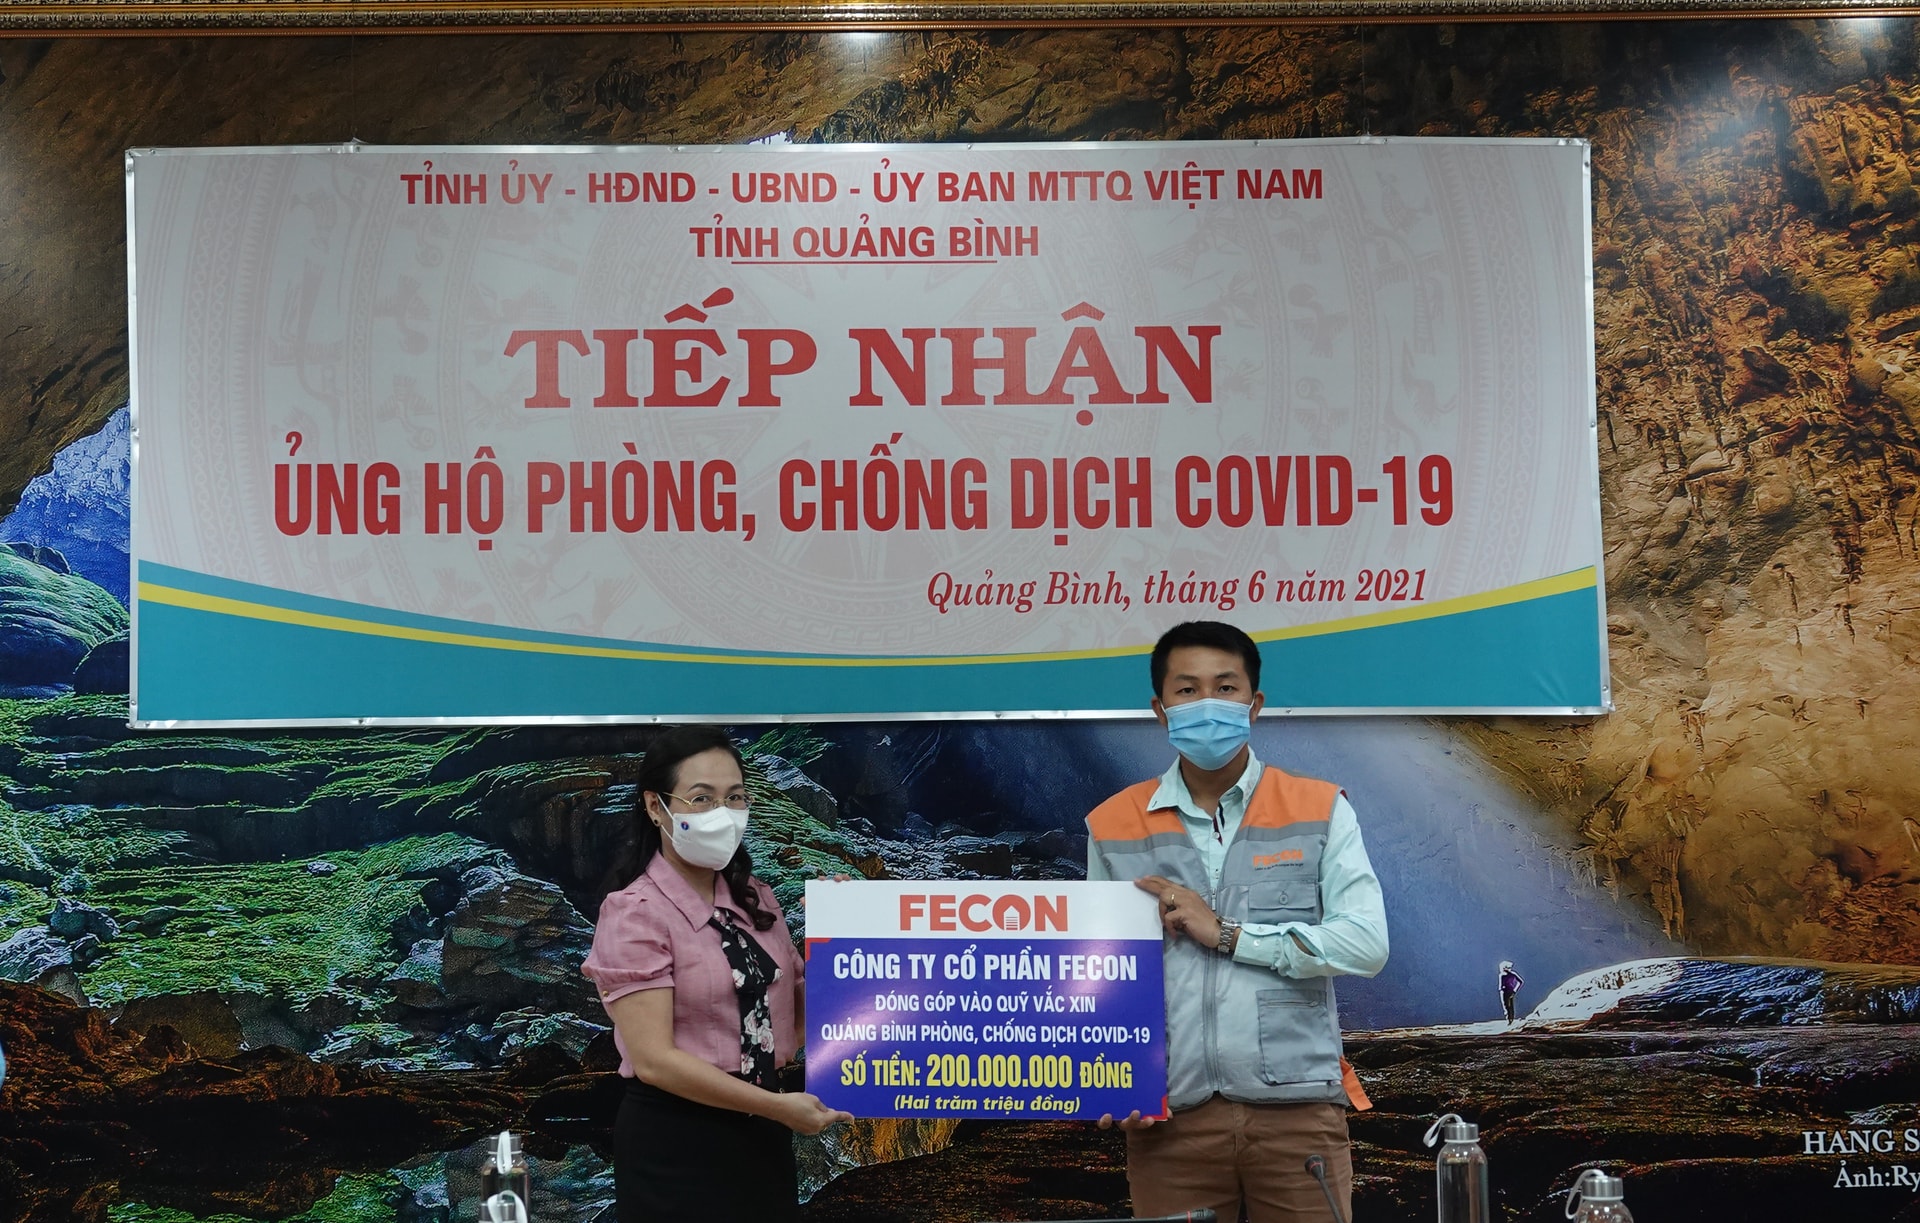 TỈNH ỦY - HĐND - UBND - ỦY BAN MTTQ VIỆT NAM
TỈNH QUẢNG BÌNH
TIẾP NHẬN
ỦNG HỘ PHÒNG, CHỐNG DỊCH COVID-19
Quảng Bình, tháng 6 năm 2021
FECON
FECON
CÔNG TY CỔ PHẦN FECON
ĐÓNG GÓP VÀO QUỸ VẮC XIN
QUẢNG BÌNH PHÒNG, CHỐNG DỊCH COVID-19
SỐ TIỀN: 200.000.000 ĐỒNG
(Hai trăm triệu đồng)
HANG S
Ảnh:Ry